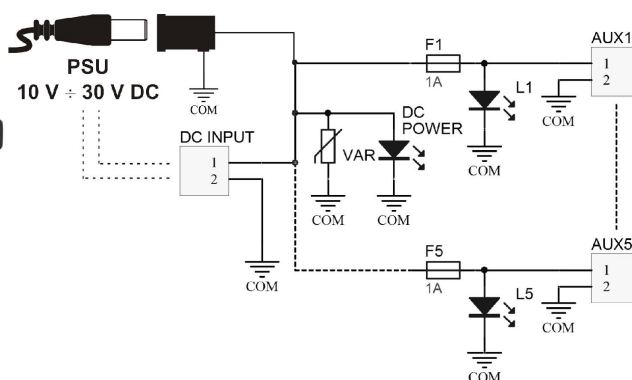 AUX1
F1
1
1A
2
L1
COM
PSU
10 V ÷ 30 V DC
COM
DC
POWER
DC INPUT
VAR
1
2
COM
COM
COM
COM
AUX5
F5
1
1A
2
L5
COM
COM
COM